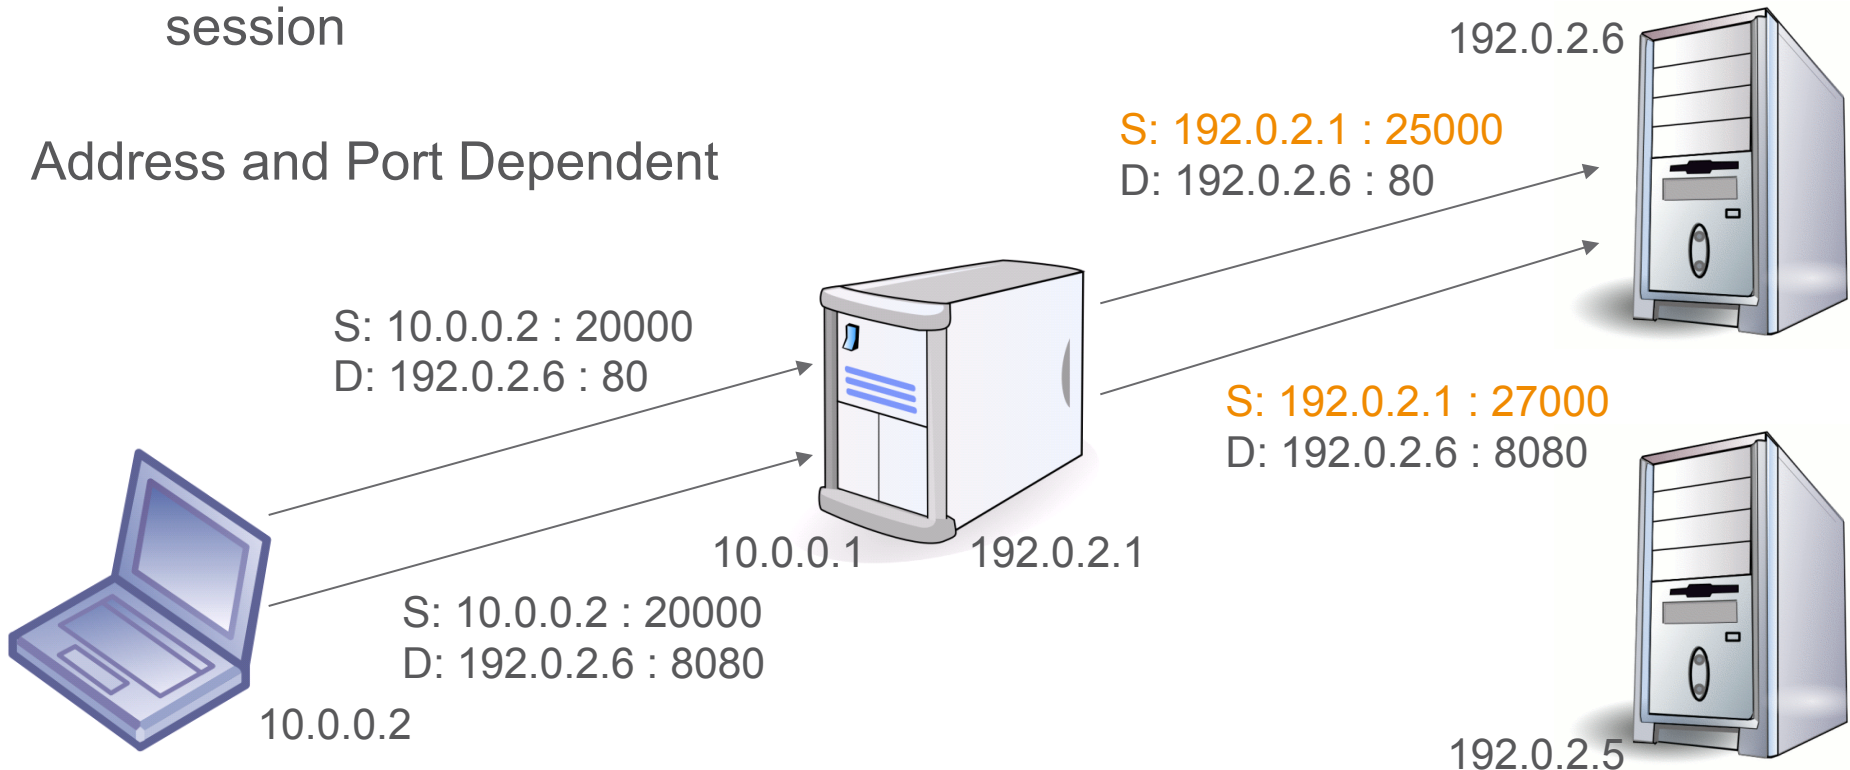 session
192.0.2.6
Address and Port Dependent
S: 192.0.2.1 : 25000
D: 192.0.2.6 : 80
S: 10.0.0.2 : 20000
D: 192.0.2.6 : 80
S: 192.0.2.1 : 27000
D: 192.0.2.6 : 8080
10.0.0.1
192.0.2.1
S: 10.0.0.2 : 20000
D: 192.0.2.6 : 8080
10.0.0.2
192.0.2.5